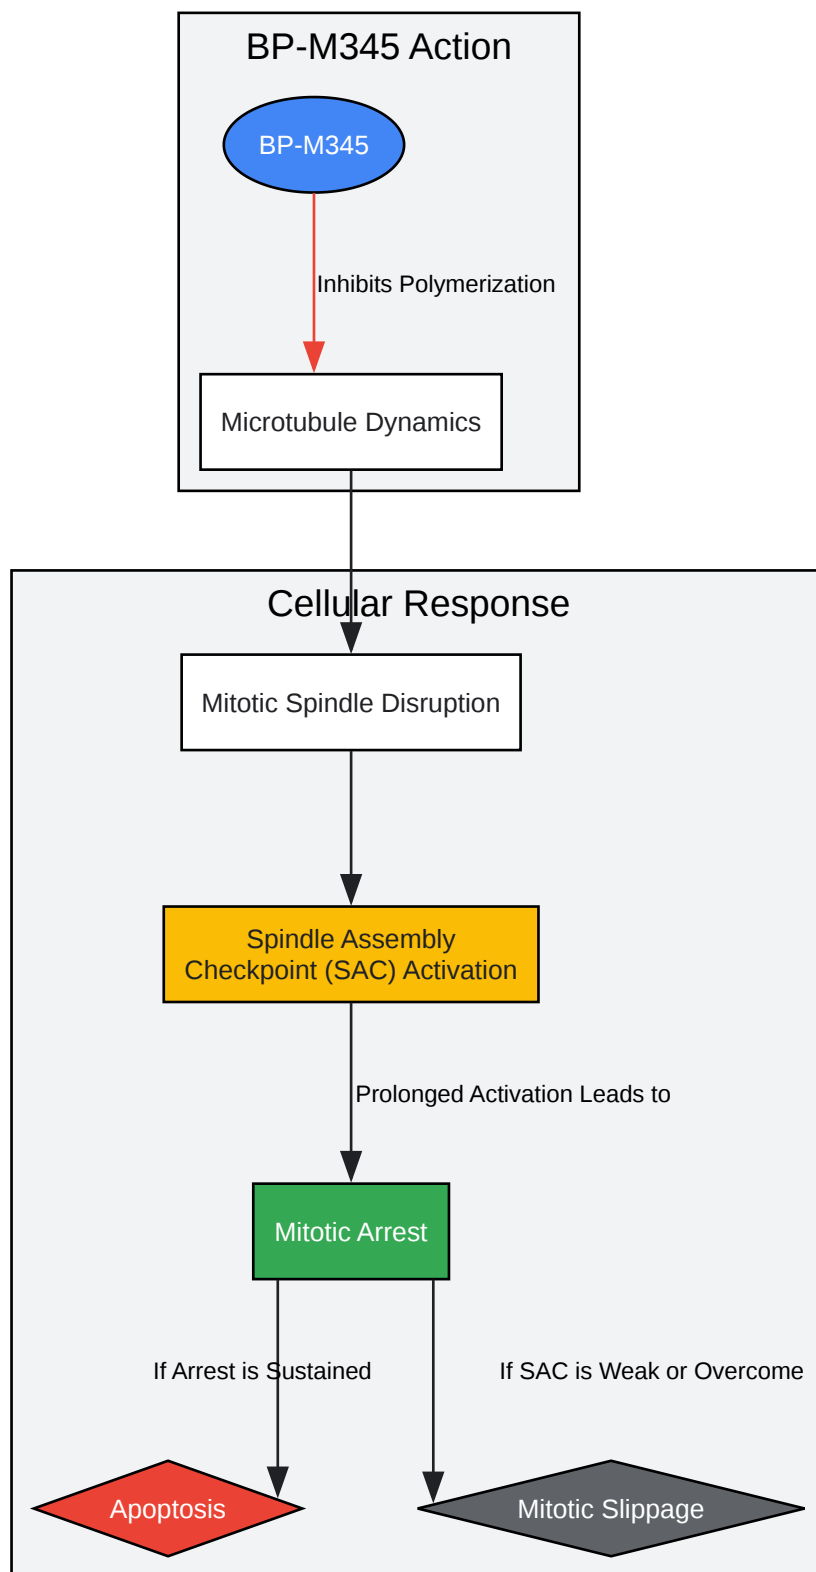 BP-M345 Action
BP-M345
Inhibits Polymerization
Microtubule Dynamics
Cellular Response
Mitotic Spindle Disruption
Spindle Assembly
Checkpoint (SAC) Activation
Prolonged Activation Leads to
Mitotic Arrest
If Arrest is Sustained
If SAC is Weak or Overcome
Apoptosis
Mitotic Slippage